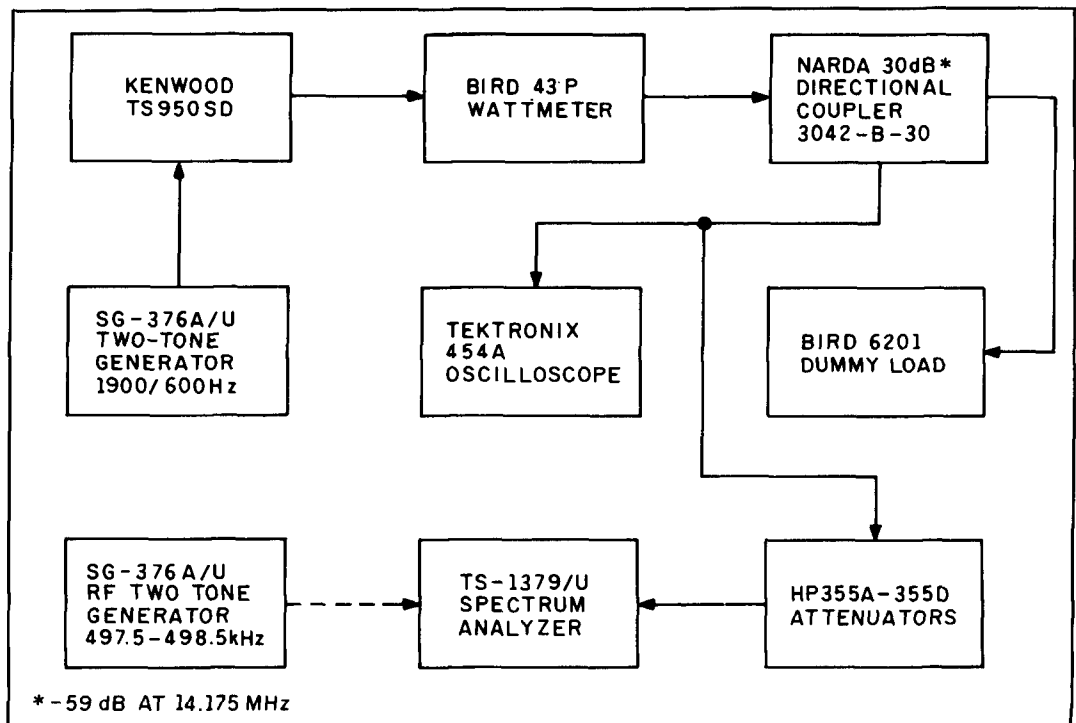 KENWOOD
TS950SD
BIRD 43P
WATTMETER
NARDA 30dB*
DIRECTIONAL
COUPLER
3042-B-30
SG-376A/U
TWO-TONE
GENERATOR
1900/600Hz
TEKTRONIX
454A
OSCILLOSCOPE
BIRD 6201
DUMMY LOAD
SG-376A/U
RF TWO TONE
GENERATOR
497.5-498.5kHz
TS-1379/U
SPECTRUM
ANALYZER
HP355A-355D
ATTENUATORS
*-59 dB AT 14.175 MHz